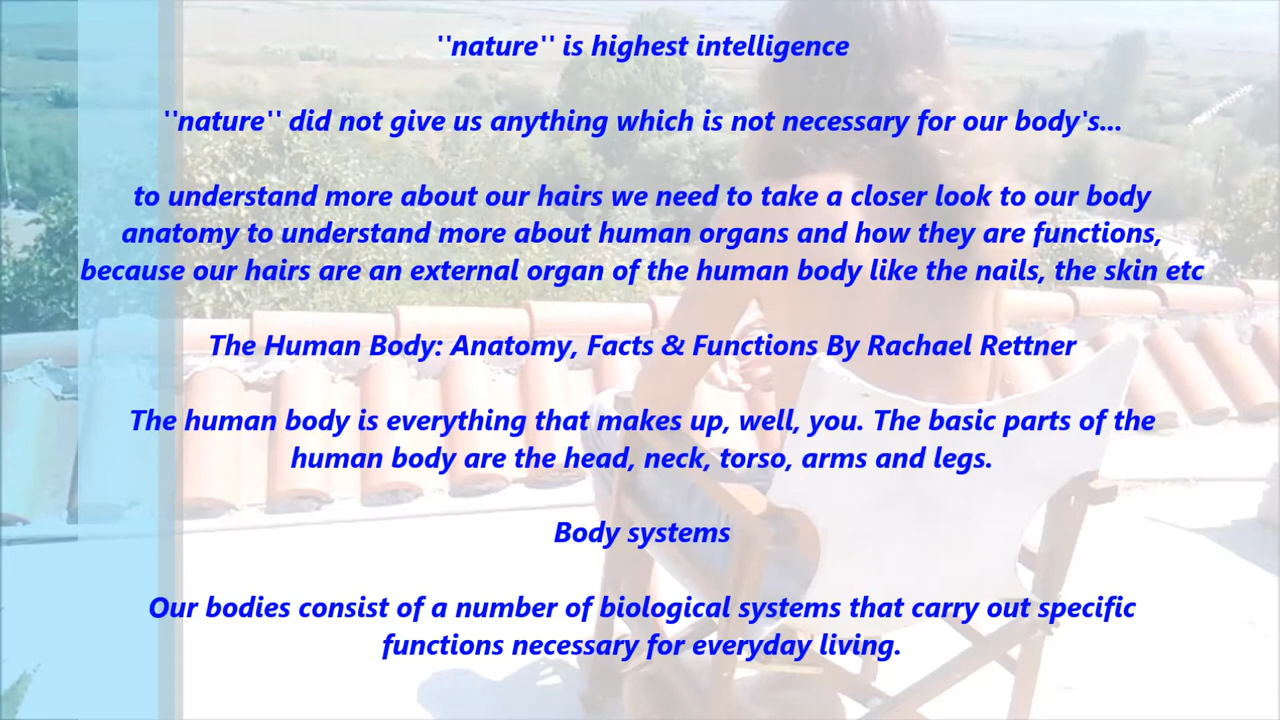 ''nature'' is highest intelligence
''nature'' did not give us anything which is not necessary for our body's...
to understand more about our hairs we need to take a closer look to our body
anatomy to understand more about human organs and how they are functions,
because our hairs are an external organ of the human body like the nails, the skin etc
The Human Body: Anatomy, Facts & Functions By Rachael Rettner
The human body is everything that makes up, well, you. The basic parts of the
human body are the head, neck, torso, arms and legs.
Body systems
Our bodies consist of a number of biological systems that carry out specific
functions necessary for everyday living.